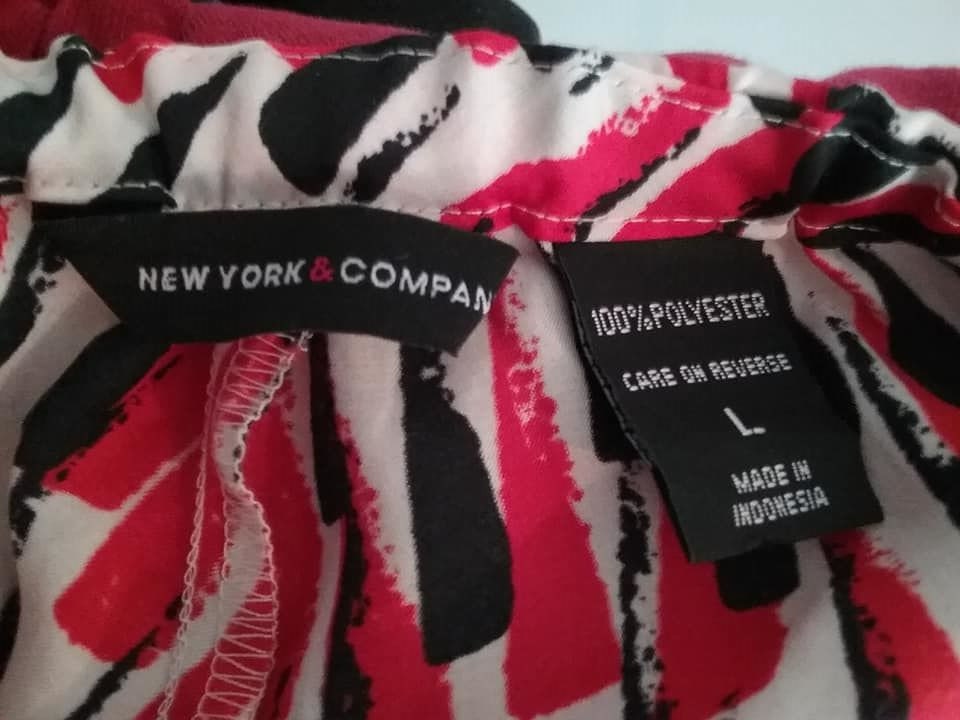 NEW YORK & COMPAN
100% POLYESTER
CARE ON REVERSE
L
MADE IN
INDONESIA